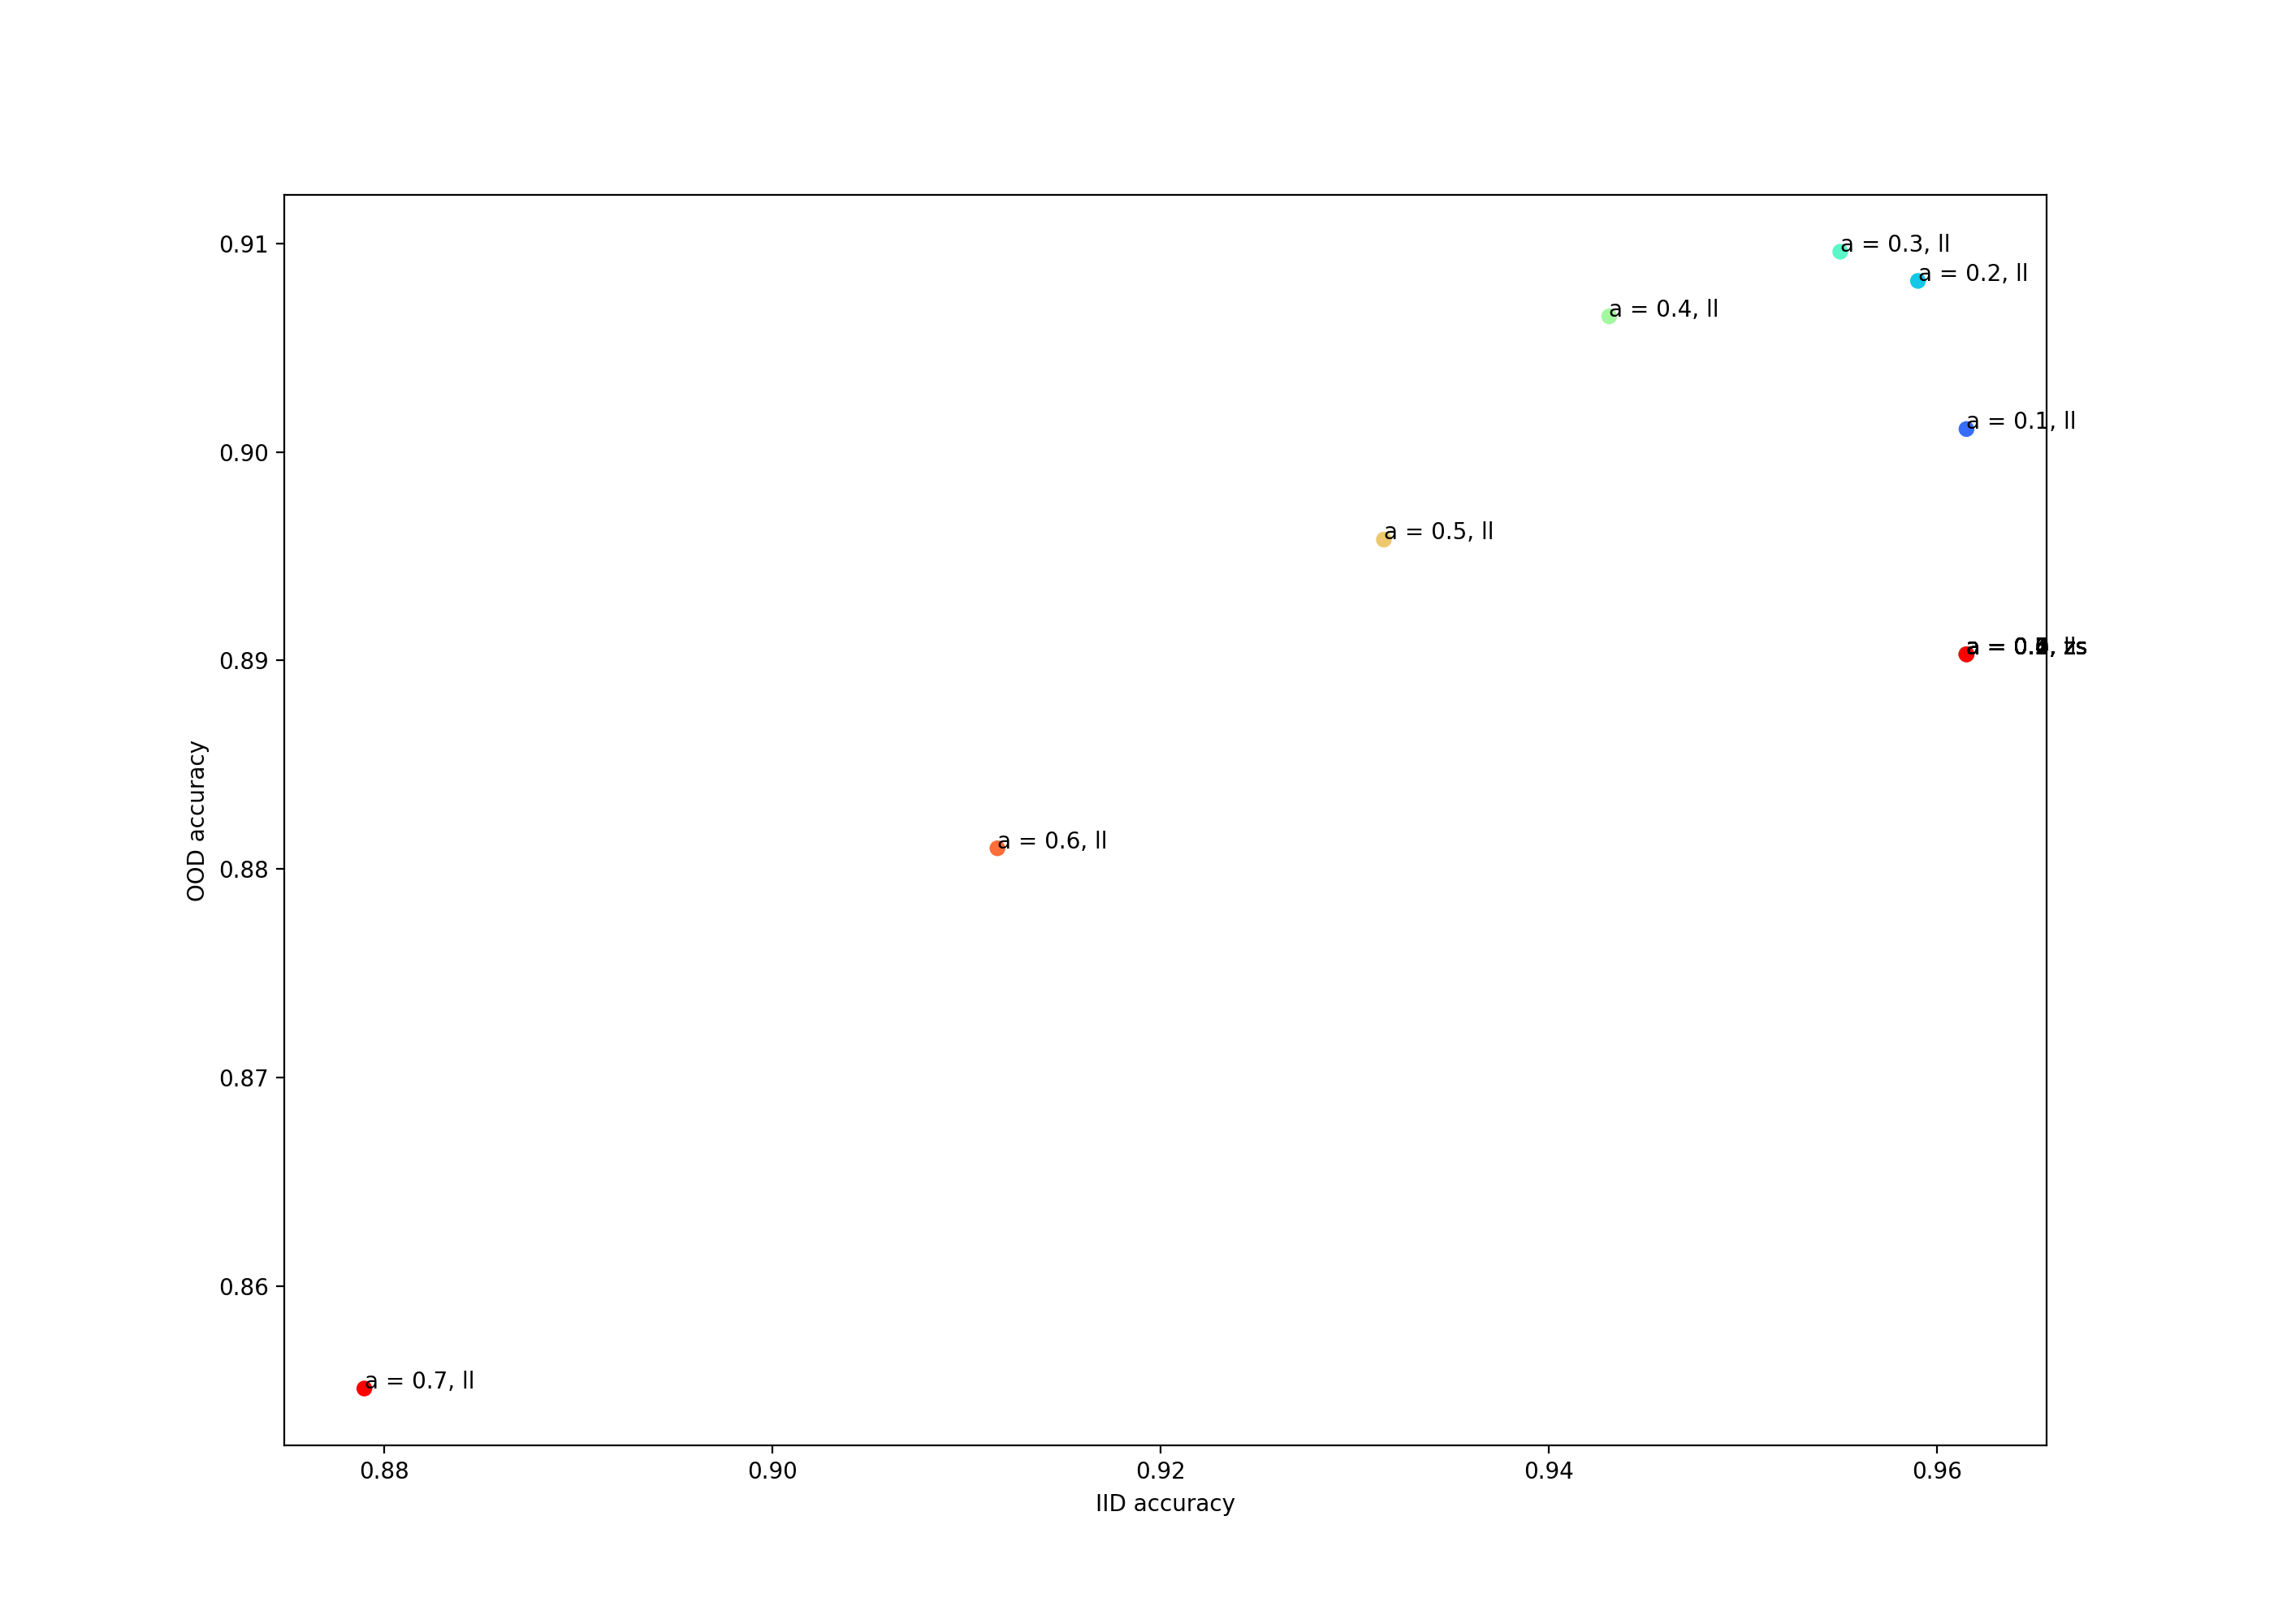 0.91
a = 0.3, ll
a = 0.2, ll
a = 0.4, ll
a = 0.1, ll
0.90
a = 0.5, ll
0.89
OOD accuracy
a = 0.6, ll
0.88
0.87
0.86
a = 0.7, ll
0.88 0.90 0.92 0.94 0.96
IID accuracy